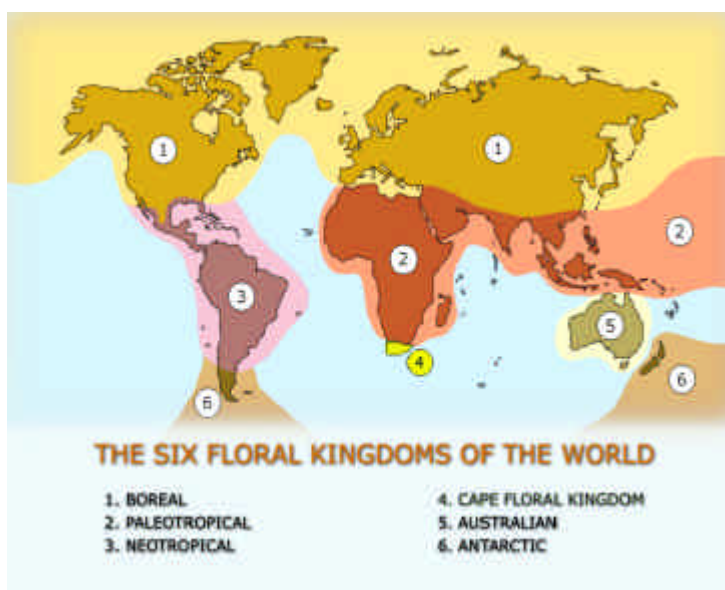 1
1
2
2
3
5
4
6
6
THE SIX FLORAL KINGDOMS OF THE WORLD
1. BOREAL
2. PALEOTROPICAL
3. NEOTROPICAL
4. CAPE FLORAL KINGDOM
5. AUSTRALIAN
6. ANTARCTIC